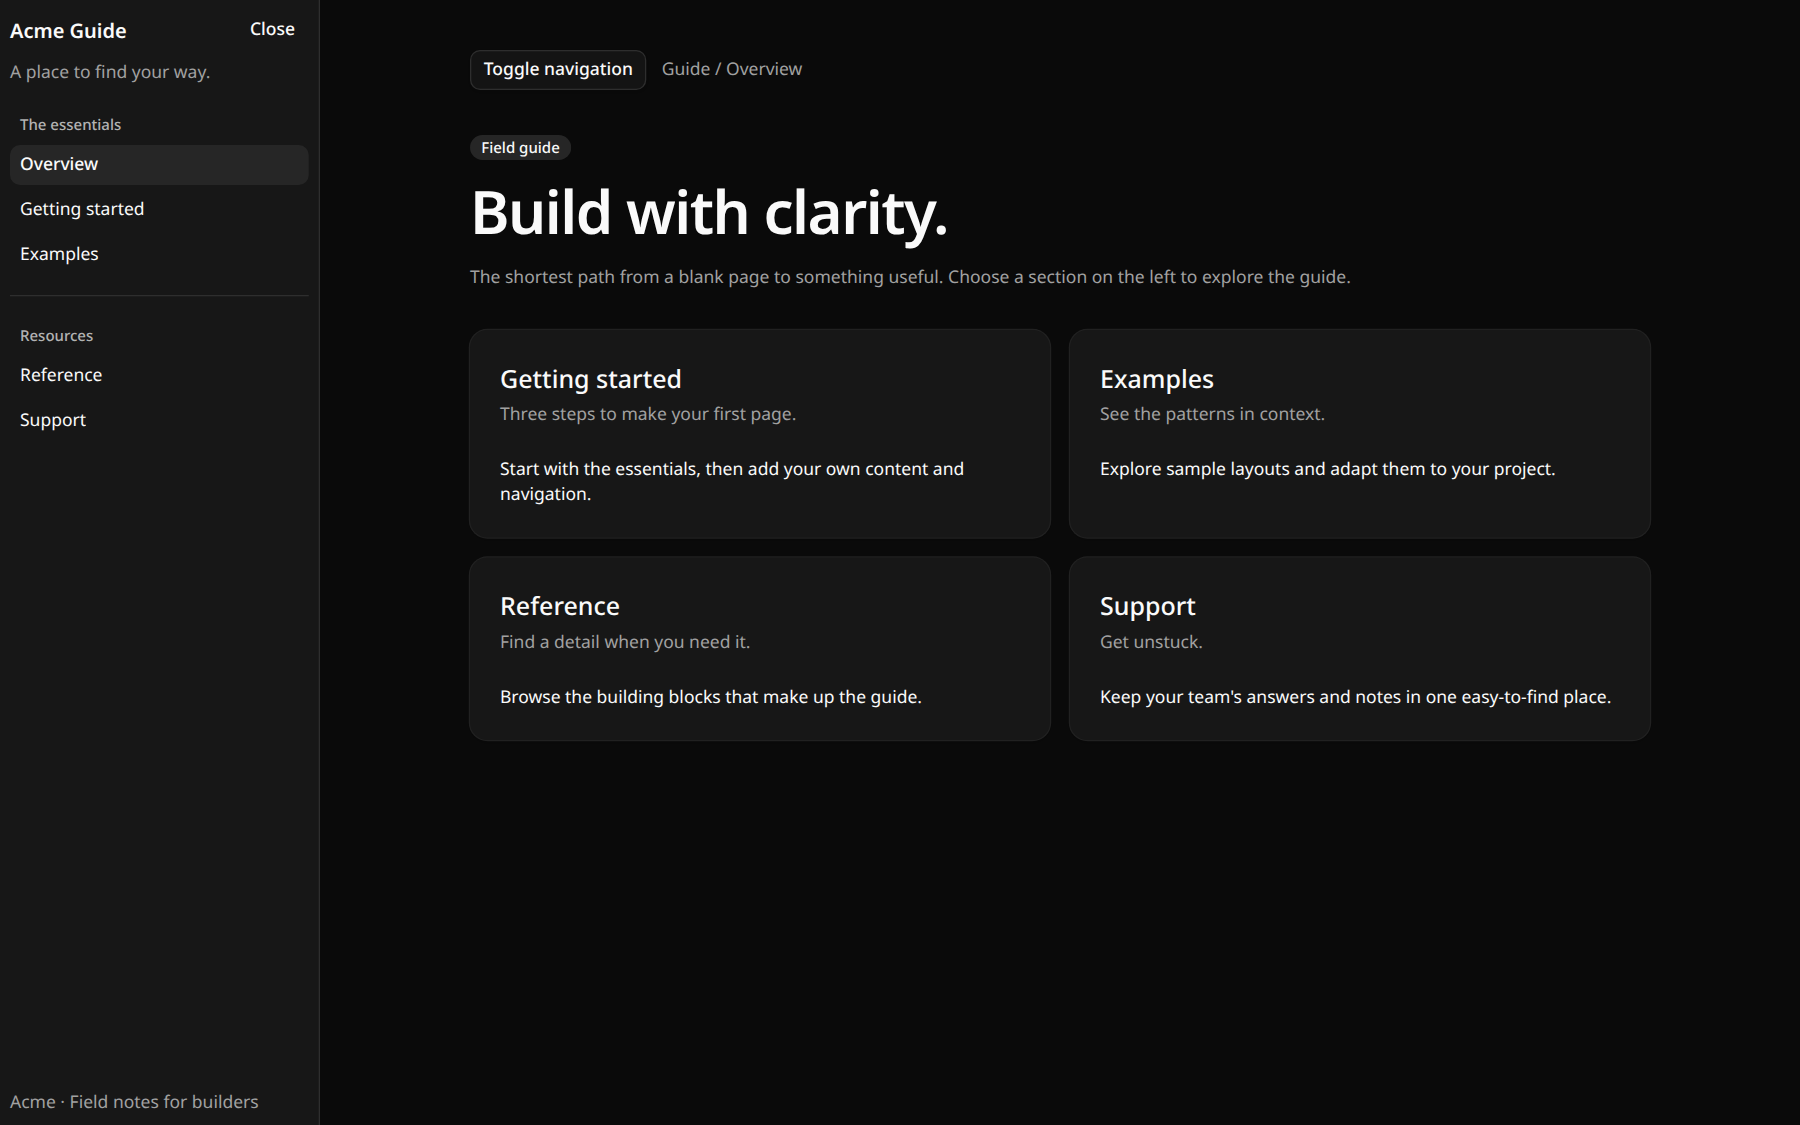 Acme Guide
Close
A place to find your way.
The essentials
Overview
Getting started
Examples
Resources
Reference
Support
Acme · Field notes for builders
Toggle navigation
Guide / Overview
Field guide
Build with clarity.
The shortest path from a blank page to something useful. Choose a section on the left to explore the guide.
Getting started
Three steps to make your first page.
Start with the essentials, then add your own content and
navigation.
Examples
See the patterns in context.
Explore sample layouts and adapt them to your project.
Reference
Find a detail when you need it.
Browse the building blocks that make up the guide.
Support
Get unstuck.
Keep your team's answers and notes in one easy-to-find place.